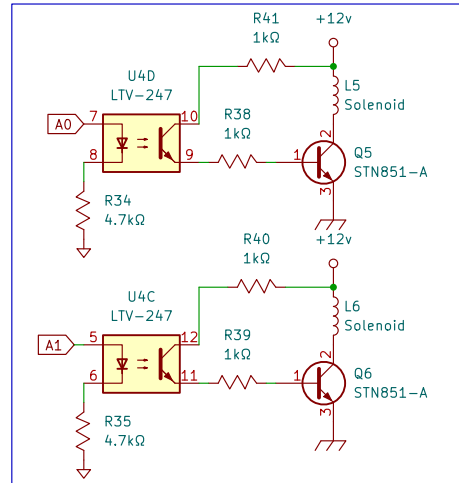 R41
1kΩ
+12v
U4D
LTV-247
L5
Solenoid
A0
7
10
R38
1kΩ
2
8
9
1
Q5
STN851-A
3
R34
4.7kΩ
R40
1kΩ
+12v
U4C
LTV-247
L6
Solenoid
A1
5
12
R39
1kΩ
2
6
11
1
Q6
STN851-A
3
R35
4.7kΩ